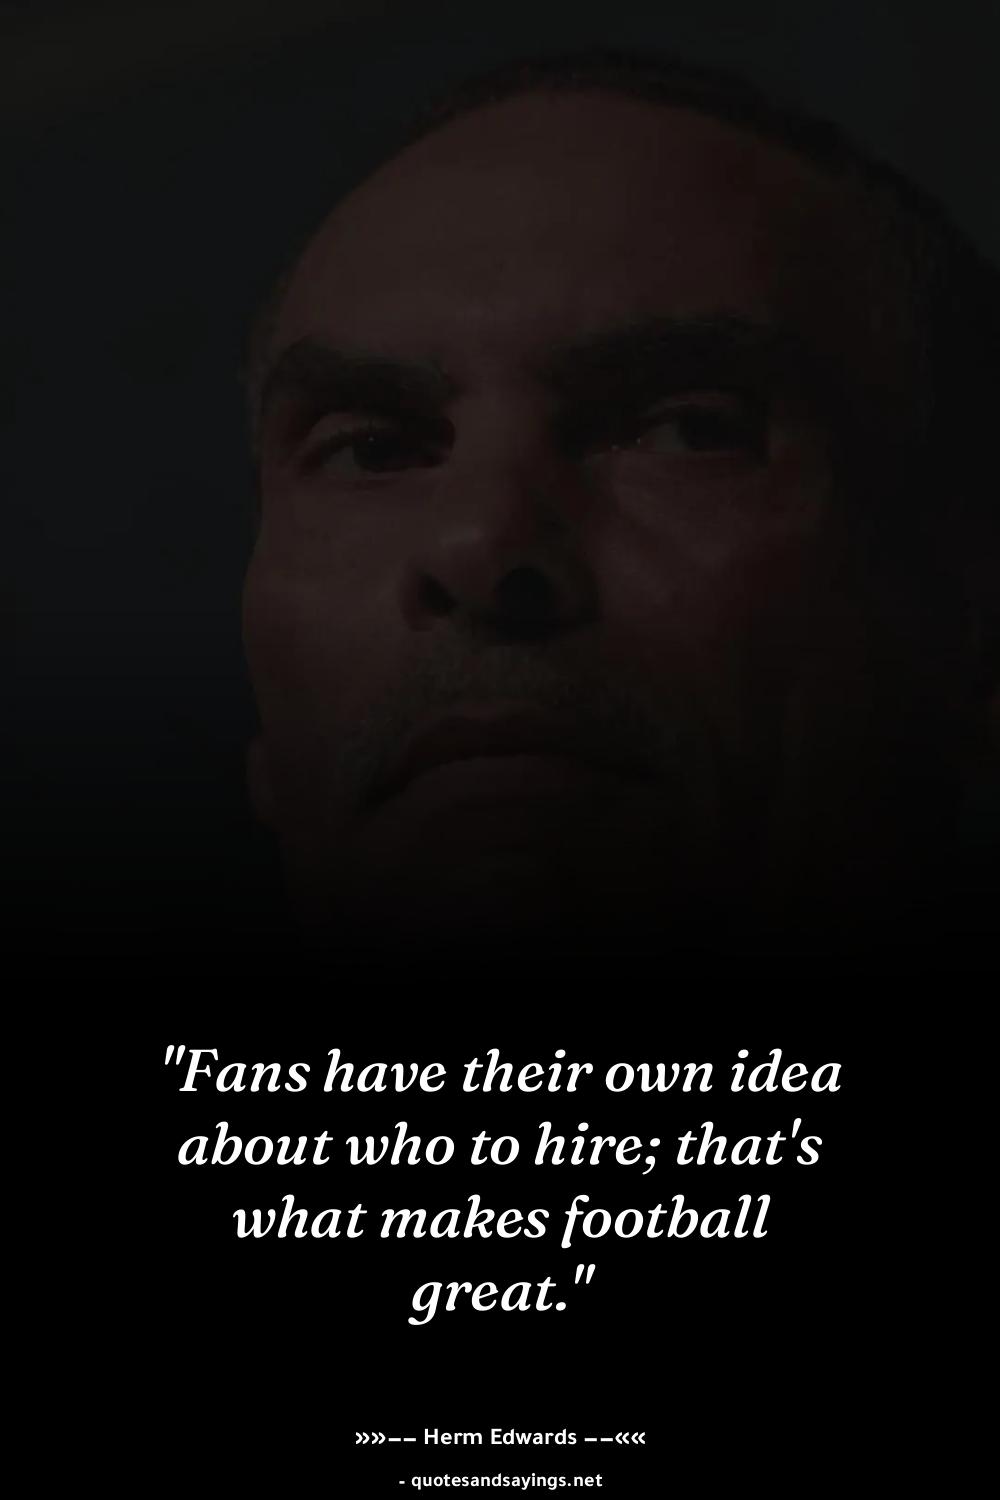 "Fans have their own idea
about who to hire; that's
what makes football
great."
»»−− Herm Edwards −−««
- quotesandsayings.net